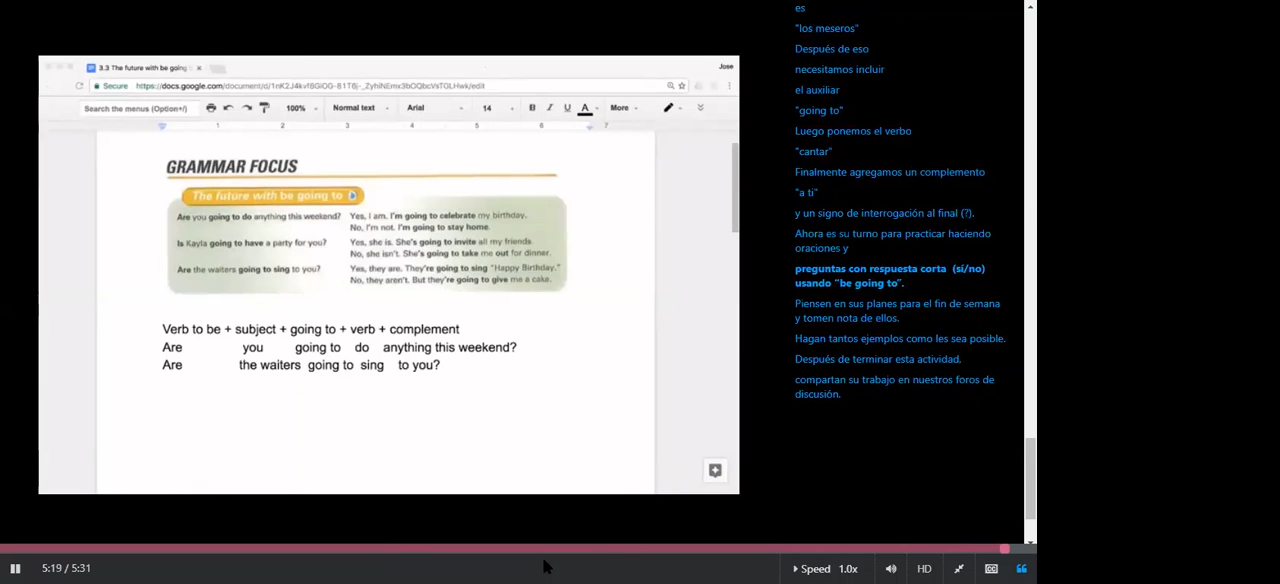 3.3 The future with be going
Jose
Secure
Search the menus (Option+/)
100%
Normal text
Arial
14
B I U A
More
1 2 3 4 5 6 7
GRAMMAR FOCUS
The future with be going to
Are you going to do anything this weekend? Yes, I am. I'm going to celebrate my birthday.
No, I'm not. I'm going to stay home.
Is Kayla going to have a party for you? Yes, she is. She's going to invite all my friends.
No, she isn't. She's going to take me out for dinner.
Are the waiters going to sing to you? Yes, they are. They're going to sing "Happy Birthday."
No, they aren't. But they're going to give me a cake.
Verb to be + subject + going to + verb + complement
Are you going to do anything this weekend?
Are the waiters going to sing to you?
es
"los meseros"
Después de eso
necesitamos incluir
el auxiliar
"going to"
Luego ponemos el verbo
"cantar"
Finalmente agregamos un complemento
"a ti"
y un signo de interrogación al final (?).
Ahora es su turno para practicar haciendo
oraciones y
preguntas con respuesta corta (sí/no)
usando "be going to".
Piensen en sus planes para el fin de semana
y tomen nota de ellos.
Hagan tantos ejemplos como les sea posible.
Después de terminar esta actividad.
compartan su trabajo en nuestros foros de
discusión.
5:19 / 5:31
Speed 1.0x
HD